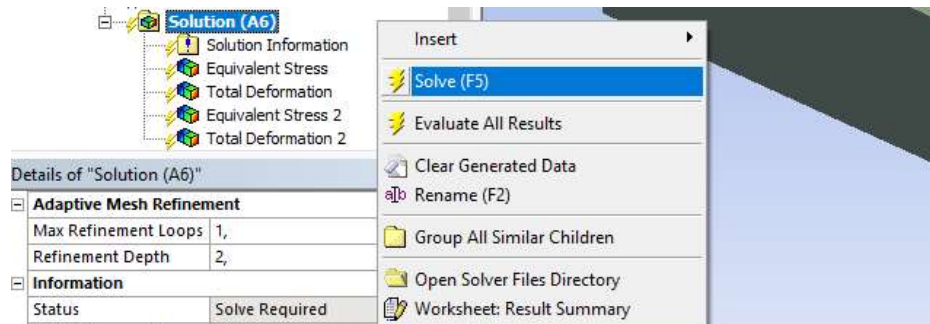 Solution (A6)
Solution Information
Equivalent Stress
Total Deformation
Equivalent Stress 2
Total Deformation 2
Details of "Solution (A6)"
Adaptive Mesh Refinement
Max Refinement Loops 1,
Refinement Depth 2,
Information
Status Solve Required
Insert
Solve (F5)
Evaluate All Results
Clear Generated Data
Rename (F2)
Group All Similar Children
Open Solver Files Directory
Worksheet: Result Summary